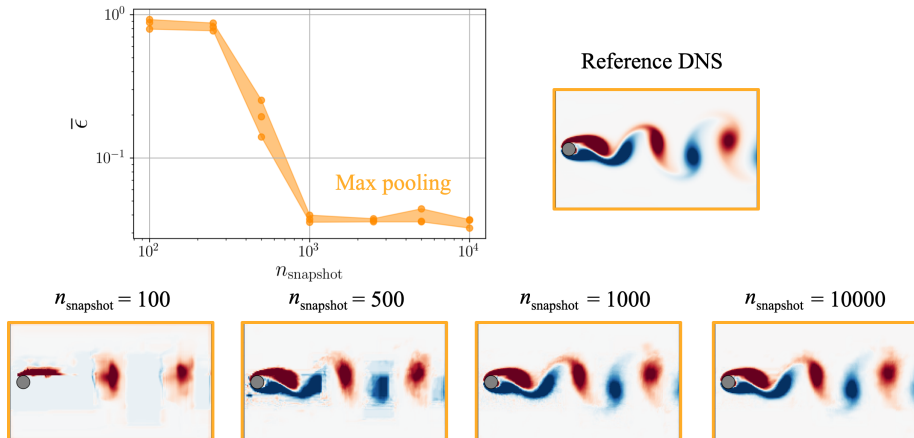 10⁰
10⁻¹
ϵ̅
Max pooling
10² 10³ 10⁴
n_snapshot
Reference DNS
n_snapshot = 100 n_snapshot = 500 n_snapshot = 1000 n_snapshot = 10000